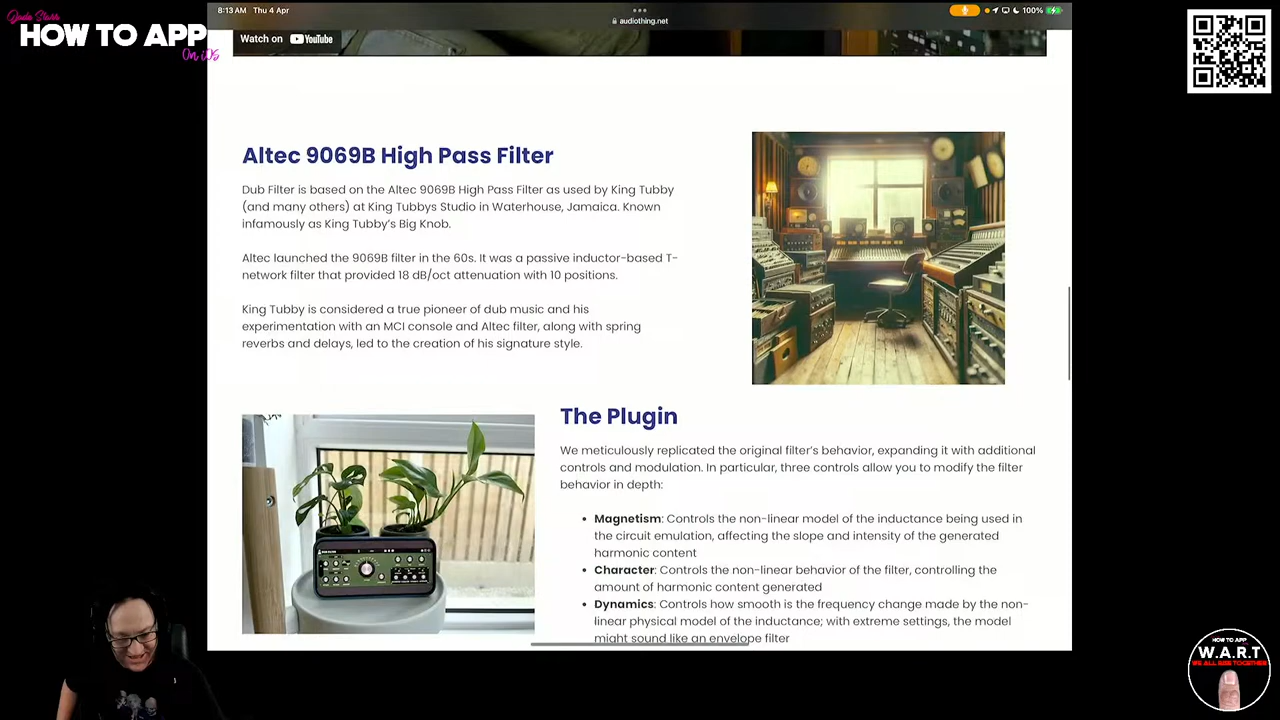 Jade Starr
HOW TO APP
On iOS
8:13 AM Thu 4 Apr
100%
audiothing.net
Watch on YouTube
Altec 9069B High Pass Filter
Dub Filter is based on the Altec 9069B High Pass Filter as used by King Tubby
(and many others) at King Tubbys Studio in Waterhouse, Jamaica. Known
infamously as King Tubby's Big Knob.
Altec launched the 9069B filter in the 60s. It was a passive inductor-based T-
network filter that provided 18 dB/oct attenuation with 10 positions.
King Tubby is considered a true pioneer of dub music and his
experimentation with an MCI console and Altec filter, along with spring
reverbs and delays, led to the creation of his signature style.
The Plugin
We meticulously replicated the original filter's behavior, expanding it with additional
controls and modulation. In particular, three controls allow you to modify the filter
behavior in depth:
• Magnetism: Controls the non-linear model of the inductance being used in
the circuit emulation, affecting the slope and intensity of the generated
harmonic content
• Character: Controls the non-linear behavior of the filter, controlling the
amount of harmonic content generated
• Dynamics: Controls how smooth is the frequency change made by the non-
linear physical model of the inductance; with extreme settings, the model
might sound like an envelope filter
HOW TO APP
W.A.R.T
WE ALL RISE TOGETHER